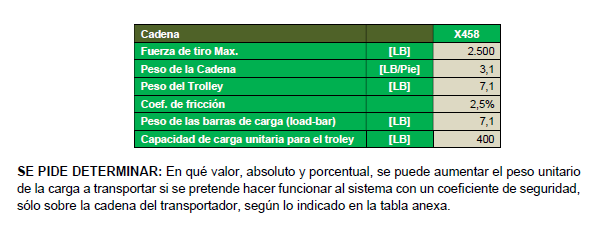 Cadena X458
Fuerza de tiro Max. [LB] 2.500
Peso de la Cadena [LB/Pie] 3,1
Peso del Trolley [LB] 7,1
Coef. de fricción 2,5%
Peso de las barras de carga (load-bar) [LB] 7,1
Capacidad de carga unitaria para el troley [LB] 400
SE PIDE DETERMINAR: En qué valor, absoluto y porcentual, se puede aumentar el peso unitario
de la carga a transportar si se pretende hacer funcionar al sistema con un coeficiente de seguridad,
sólo sobre la cadena del transportador, según lo indicado en la tabla anexa.